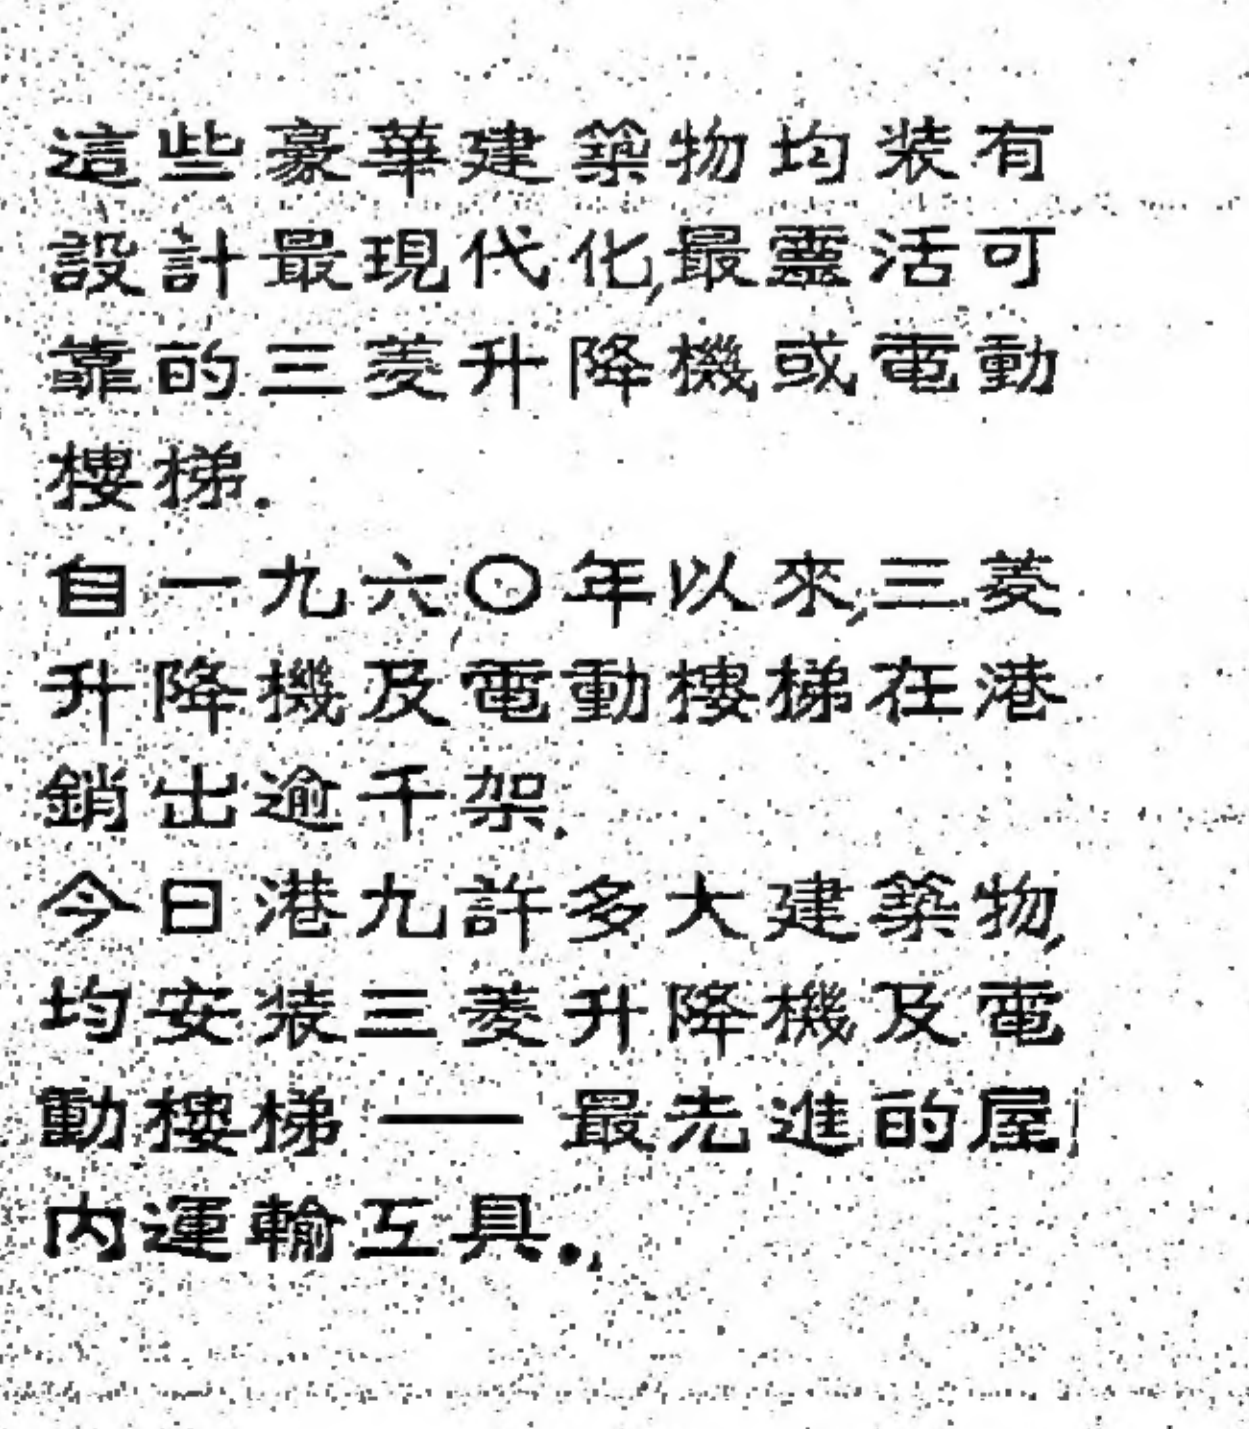 這些豪華建築物均裝有
設計最現代化,最靈活可
靠的三菱升降機或電動
樓梯.
自一九六〇年以來,三菱
升降機及電動樓梯在港
銷出逾千架.
今日港九許多大建築物,
均安裝三菱升降機及電
動樓梯——最先進的屋
内運輸工具.